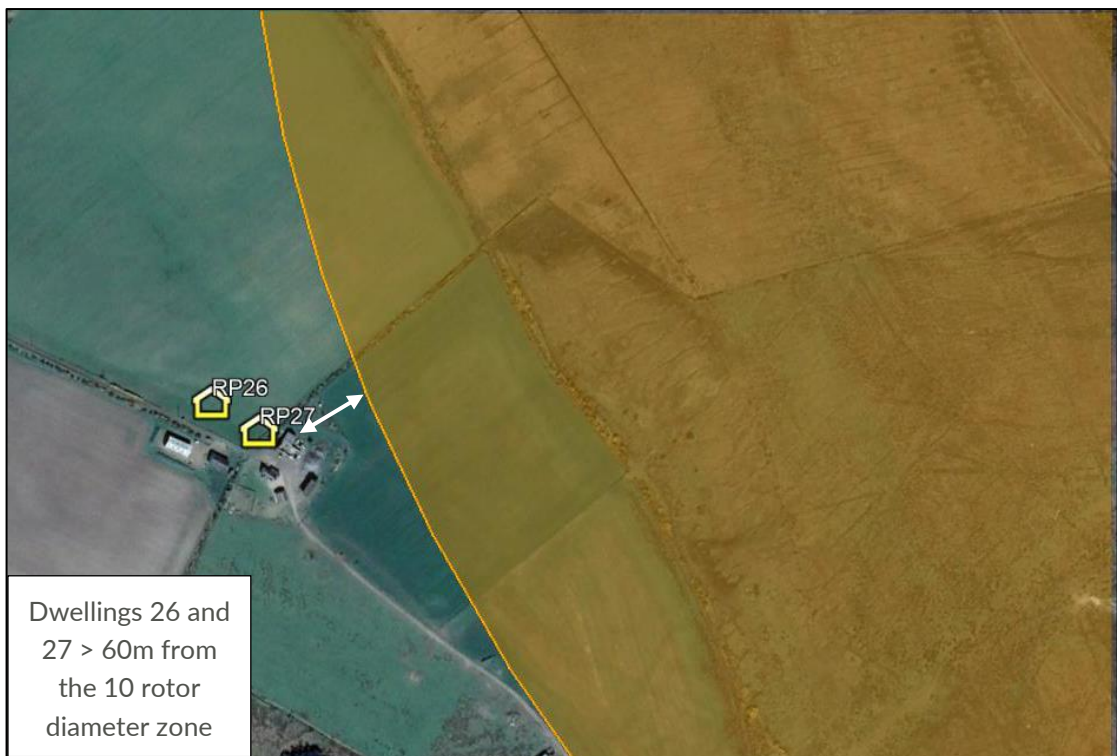 RP26
RP27
Dwellings 26 and
27 > 60m from
the 10 rotor
diameter zone